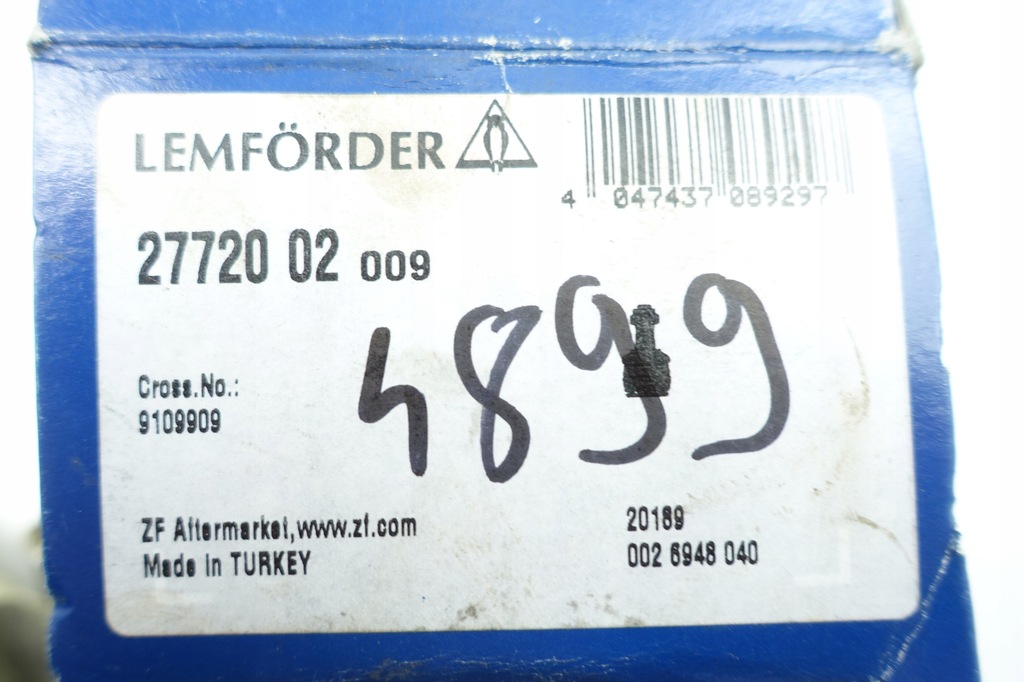 LEMFÖRDER
4 047437 089297
27720 02 009
4899
Cross.No.:
9109909
ZF Aftermarket,www.zf.com
Made in TURKEY
20189
002 6948 040